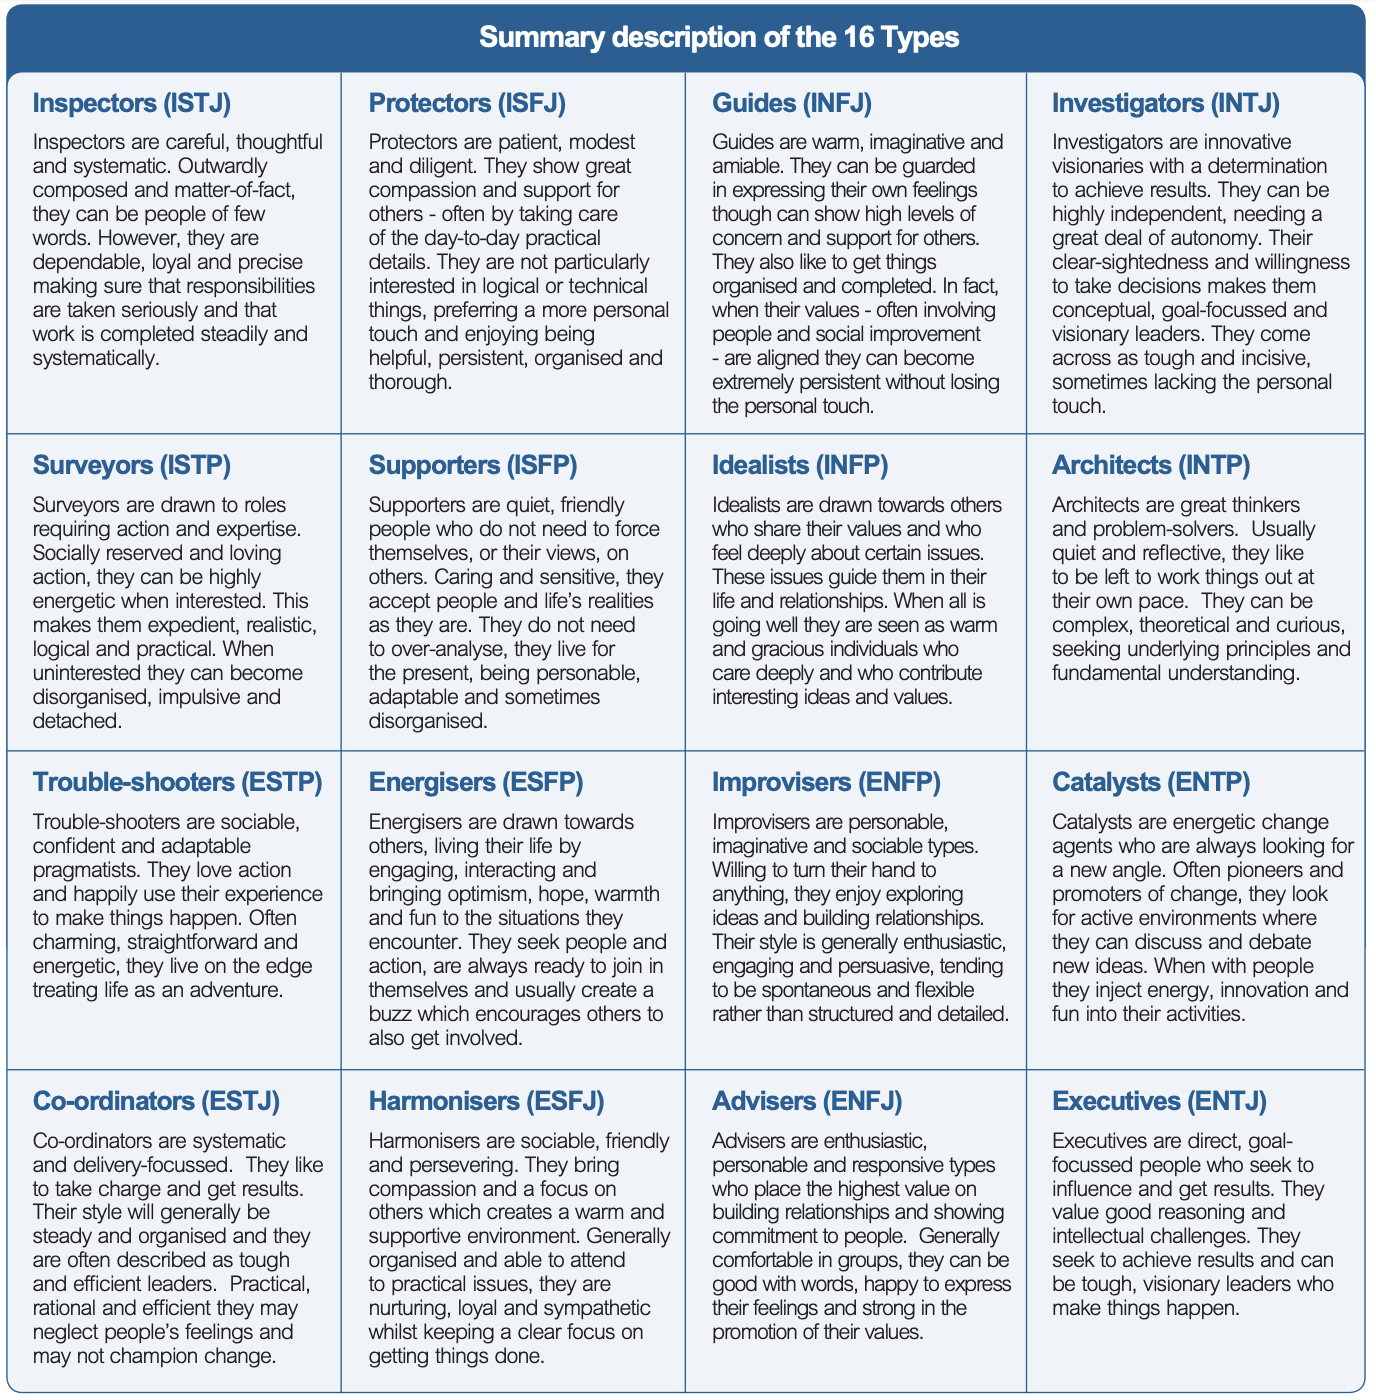 Summary description of the 16 Types
Inspectors (ISTJ)
Inspectors are careful, thoughtful
and systematic. Outwardly
composed and matter-of-fact,
they can be people of few
words. However, they are
dependable, loyal and precise
making sure that responsibilities
are taken seriously and that
work is completed steadily and
systematically.
Protectors (ISFJ)
Protectors are patient, modest
and diligent. They show great
compassion and support for
others - often by taking care
of the day-to-day practical
details. They are not particularly
interested in logical or technical
things, preferring a more personal
touch and enjoying being
helpful, persistent, organised and
thorough.
Guides (INFJ)
Guides are warm, imaginative and
amiable. They can be guarded
in expressing their own feelings
though can show high levels of
concern and support for others.
They also like to get things
organised and completed. In fact,
when their values - often involving
people and social improvement
- are aligned they can become
extremely persistent without losing
the personal touch.
Investigators (INTJ)
Investigators are innovative
visionaries with a determination
to achieve results. They can be
highly independent, needing a
great deal of autonomy. Their
clear-sightedness and willingness
to take decisions makes them
conceptual, goal-focussed and
visionary leaders. They come
across as tough and incisive,
sometimes lacking the personal
touch.
Surveyors (ISTP)
Surveyors are drawn to roles
requiring action and expertise.
Socially reserved and loving
action, they can be highly
energetic when interested. This
makes them expedient, realistic,
logical and practical. When
uninterested they can become
disorganised, impulsive and
detached.
Supporters (ISFP)
Supporters are quiet, friendly
people who do not need to force
themselves, or their views, on
others. Caring and sensitive, they
accept people and life's realities
as they are. They do not need
to over-analyse, they live for
the present, being personable,
adaptable and sometimes
disorganised.
Idealists (INFP)
Idealists are drawn towards others
who share their values and who
feel deeply about certain issues.
These issues guide them in their
life and relationships. When all is
going well they are seen as warm
and gracious individuals who
care deeply and who contribute
interesting ideas and values.
Architects (INTP)
Architects are great thinkers
and problem-solvers. Usually
quiet and reflective, they like
to be left to work things out at
their own pace. They can be
complex, theoretical and curious,
seeking underlying principles and
fundamental understanding.
Trouble-shooters (ESTP)
Trouble-shooters are sociable,
confident and adaptable
pragmatists. They love action
and happily use their experience
to make things happen. Often
charming, straightforward and
energetic, they live on the edge
treating life as an adventure.
Energisers (ESFP)
Energisers are drawn towards
others, living their life by
engaging, interacting and
bringing optimism, hope, warmth
and fun to the situations they
encounter. They seek people and
action, are always ready to join in
themselves and usually create a
buzz which encourages others to
also get involved.
Improvisers (ENFP)
Improvisers are personable,
imaginative and sociable types.
Willing to turn their hand to
anything, they enjoy exploring
ideas and building relationships.
Their style is generally enthusiastic,
engaging and persuasive, tending
to be spontaneous and flexible
rather than structured and detailed.
Catalysts (ENTP)
Catalysts are energetic change
agents who are always looking for
a new angle. Often pioneers and
promoters of change, they look
for active environments where
they can discuss and debate
new ideas. When with people
they inject energy, innovation and
fun into their activities.
Co-ordinators (ESTJ)
Co-ordinators are systematic
and delivery-focussed. They like
to take charge and get results.
Their style will generally be
steady and organised and they
are often described as tough
and efficient leaders. Practical,
rational and efficient they may
neglect people's feelings and
may not champion change.
Harmonisers (ESFJ)
Harmonisers are sociable, friendly
and persevering. They bring
compassion and a focus on
others which creates a warm and
supportive environment. Generally
organised and able to attend
to practical issues, they are
nurturing, loyal and sympathetic
whilst keeping a clear focus on
getting things done.
Advisers (ENFJ)
Advisers are enthusiastic,
personable and responsive types
who place the highest value on
building relationships and showing
commitment to people. Generally
comfortable in groups, they can be
good with words, happy to express
their feelings and strong in the
promotion of their values.
Executives (ENTJ)
Executives are direct, goal-
focussed people who seek to
influence and get results. They
value good reasoning and
intellectual challenges. They
seek to achieve results and can
be tough, visionary leaders who
make things happen.